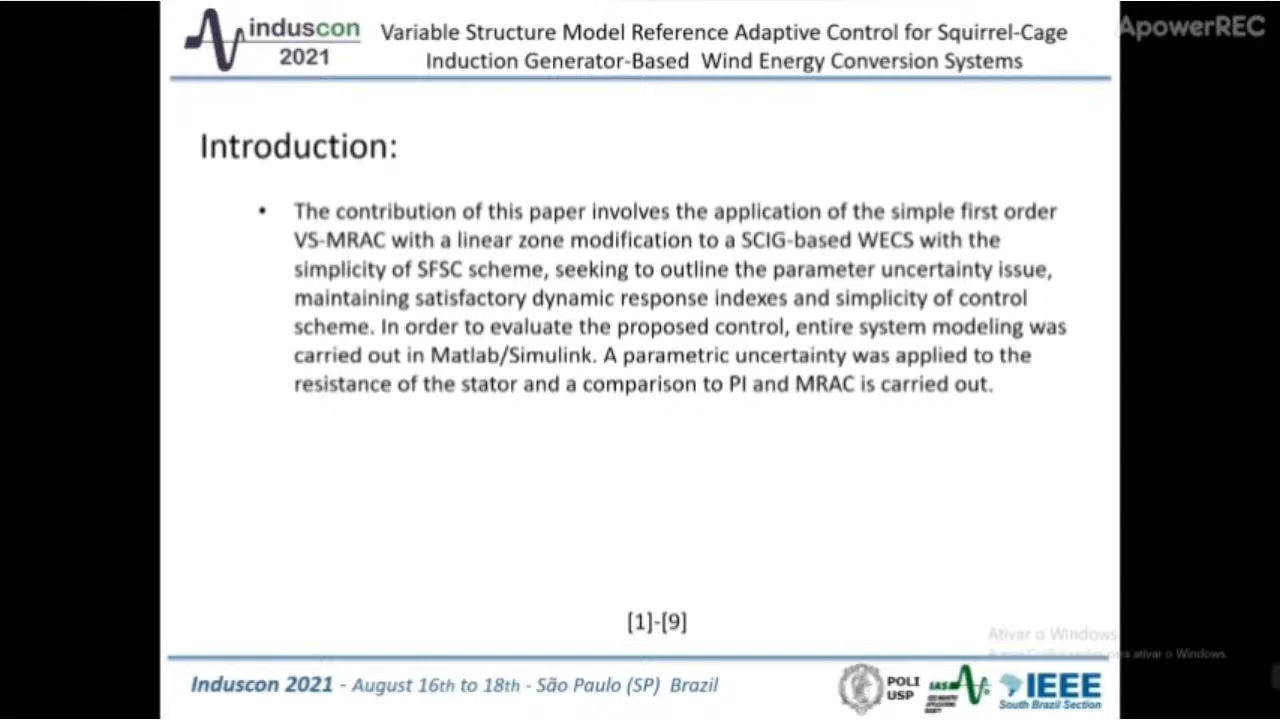 induscon
2021
Variable Structure Model Reference Adaptive Control for Squirrel-Cage
Induction Generator-Based Wind Energy Conversion Systems
ApowerREC
Introduction:
• The contribution of this paper involves the application of the simple first order
VS-MRAC with a linear zone modification to a SCIG-based WECS with the
simplicity of SFSC scheme, seeking to outline the parameter uncertainty issue,
maintaining satisfactory dynamic response indexes and simplicity of control
scheme. In order to evaluate the proposed control, entire system modeling was
carried out in Matlab/Simulink. A parametric uncertainty was applied to the
resistance of the stator and a comparison to PI and MRAC is carried out.
[1]-[9]
Ativar o Windows
para ativar o Windows.
Induscon 2021 - August 16th to 18th - São Paulo (SP) Brazil
POLI
USP
IAS
IEEE
South Brazil Section